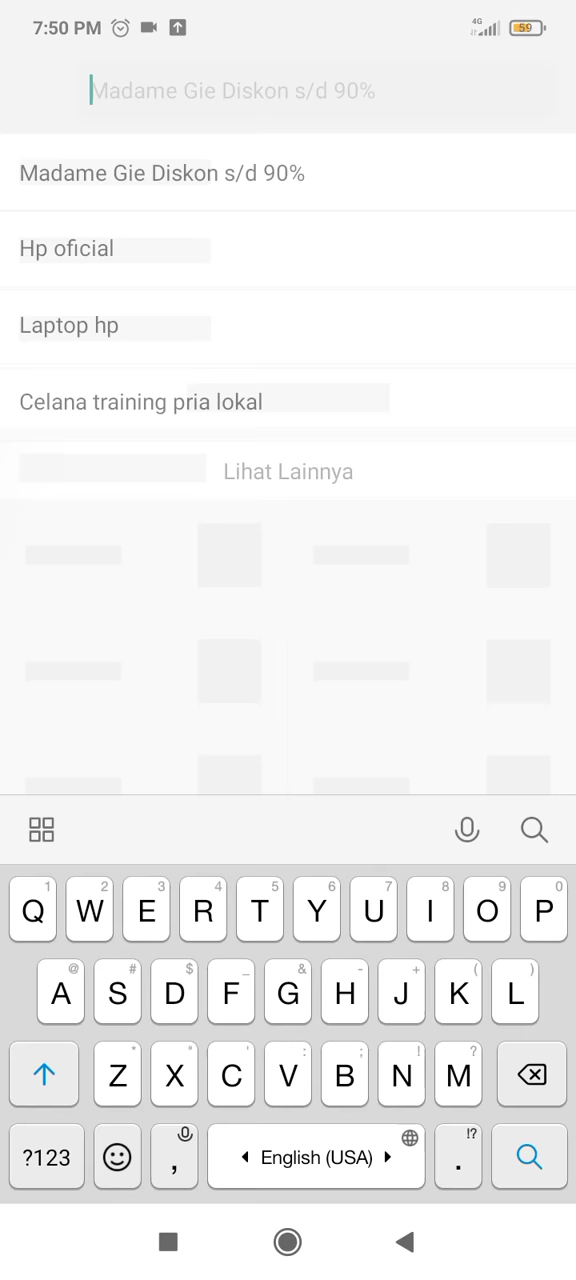 7:50 PM 4G 59
Madame Gie Diskon s/d 90%
Madame Gie Diskon s/d 90%
Hp oficial
Laptop hp
Celana training pria lokal
Lihat Lainnya
1 2 3 4 5 6 7 8 9 0
Q W E R T Y U I O P
@ # $ _ & - + ( )
A S D F G H J K L
* " ' : ; ! ?
Z X C V B N M
!?
?123 , English (USA) .